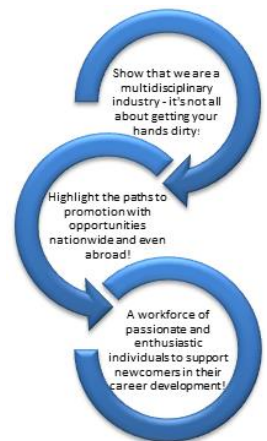 Show that we are a
multidisciplinary
industry - it's not all
about getting your
hands dirty!
Highlight the paths to
promotion with
opportunities
nationwide and even
abroad!
A workforce of
passionate and
enthusiastic
individuals to support
newcomers in their
career development!